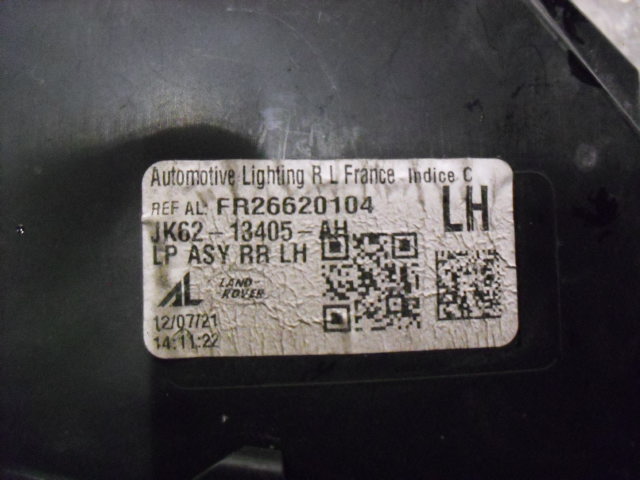 Automotive Lighting R L France Indice C
REF AL: FR26620104 LH
JK62-13405-AH
LP ASY RR LH
AL LAND ROVER
12/07/21
14:11:22